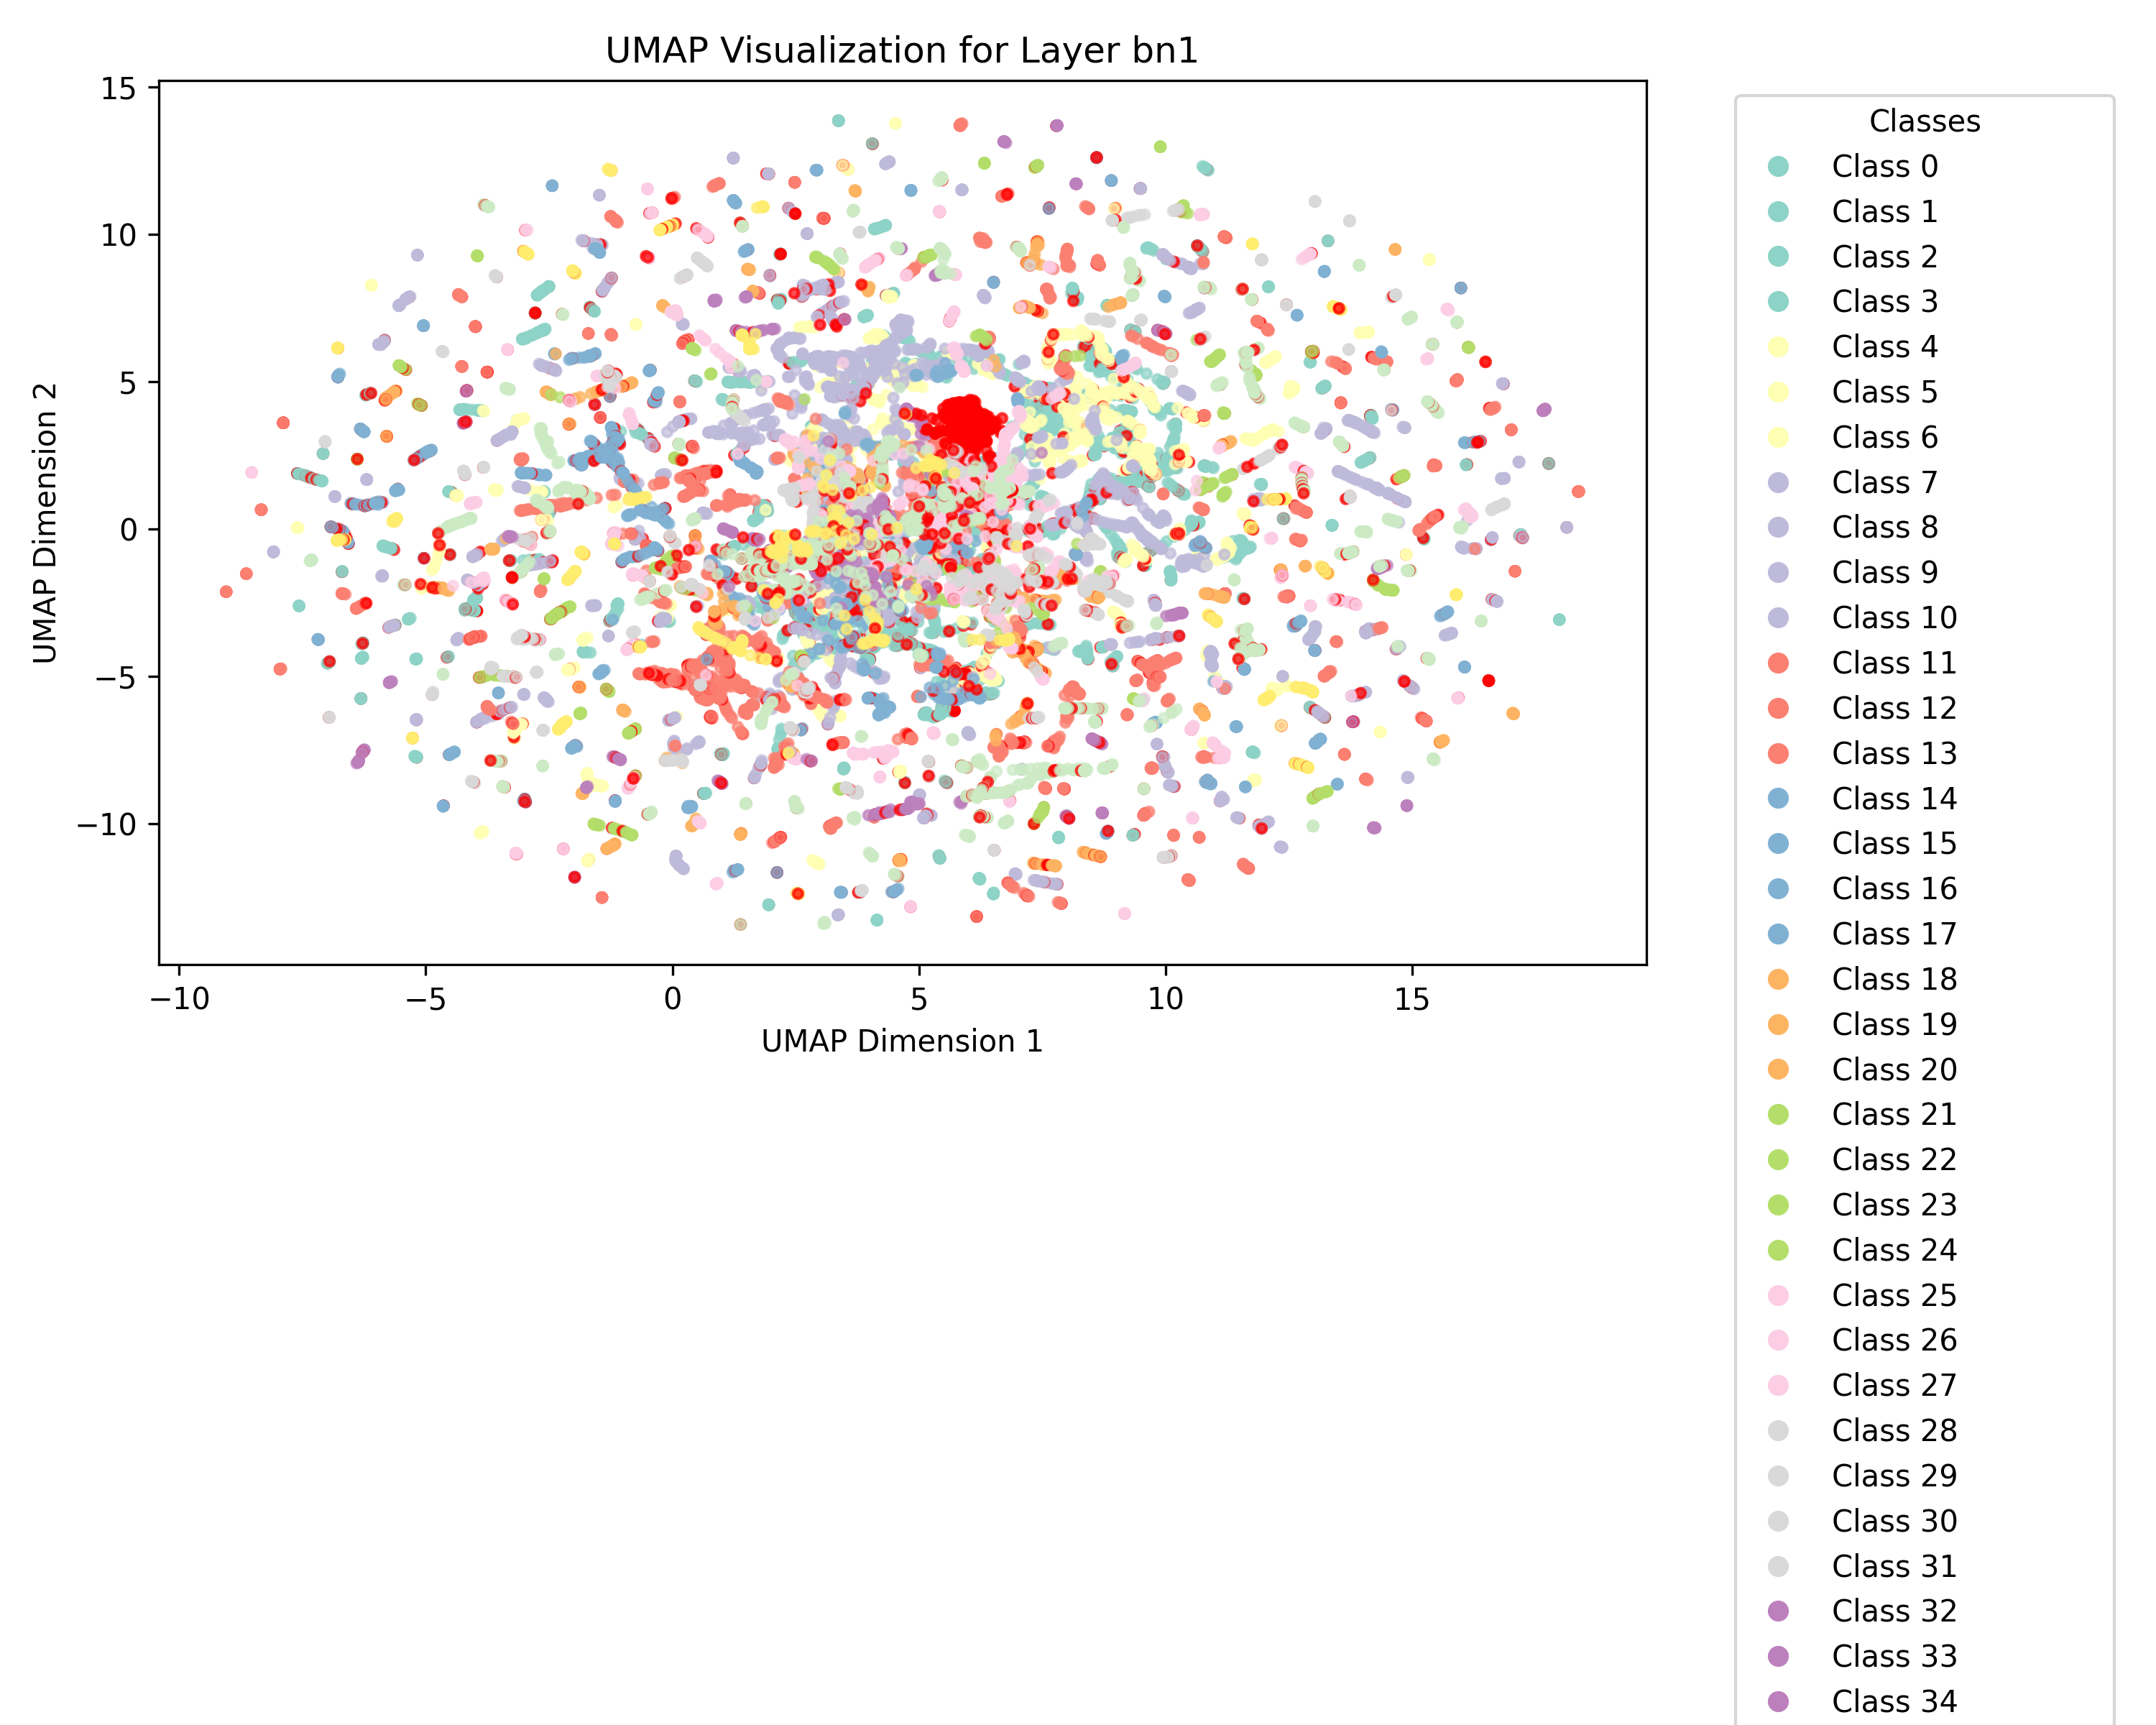 UMAP Visualization for Layer bn1
15
10
5
0
−5
−10
UMAP Dimension 2
−10
−5
0
5
10
15
UMAP Dimension 1
Classes
Class 0
Class 1
Class 2
Class 3
Class 4
Class 5
Class 6
Class 7
Class 8
Class 9
Class 10
Class 11
Class 12
Class 13
Class 14
Class 15
Class 16
Class 17
Class 18
Class 19
Class 20
Class 21
Class 22
Class 23
Class 24
Class 25
Class 26
Class 27
Class 28
Class 29
Class 30
Class 31
Class 32
Class 33
Class 34